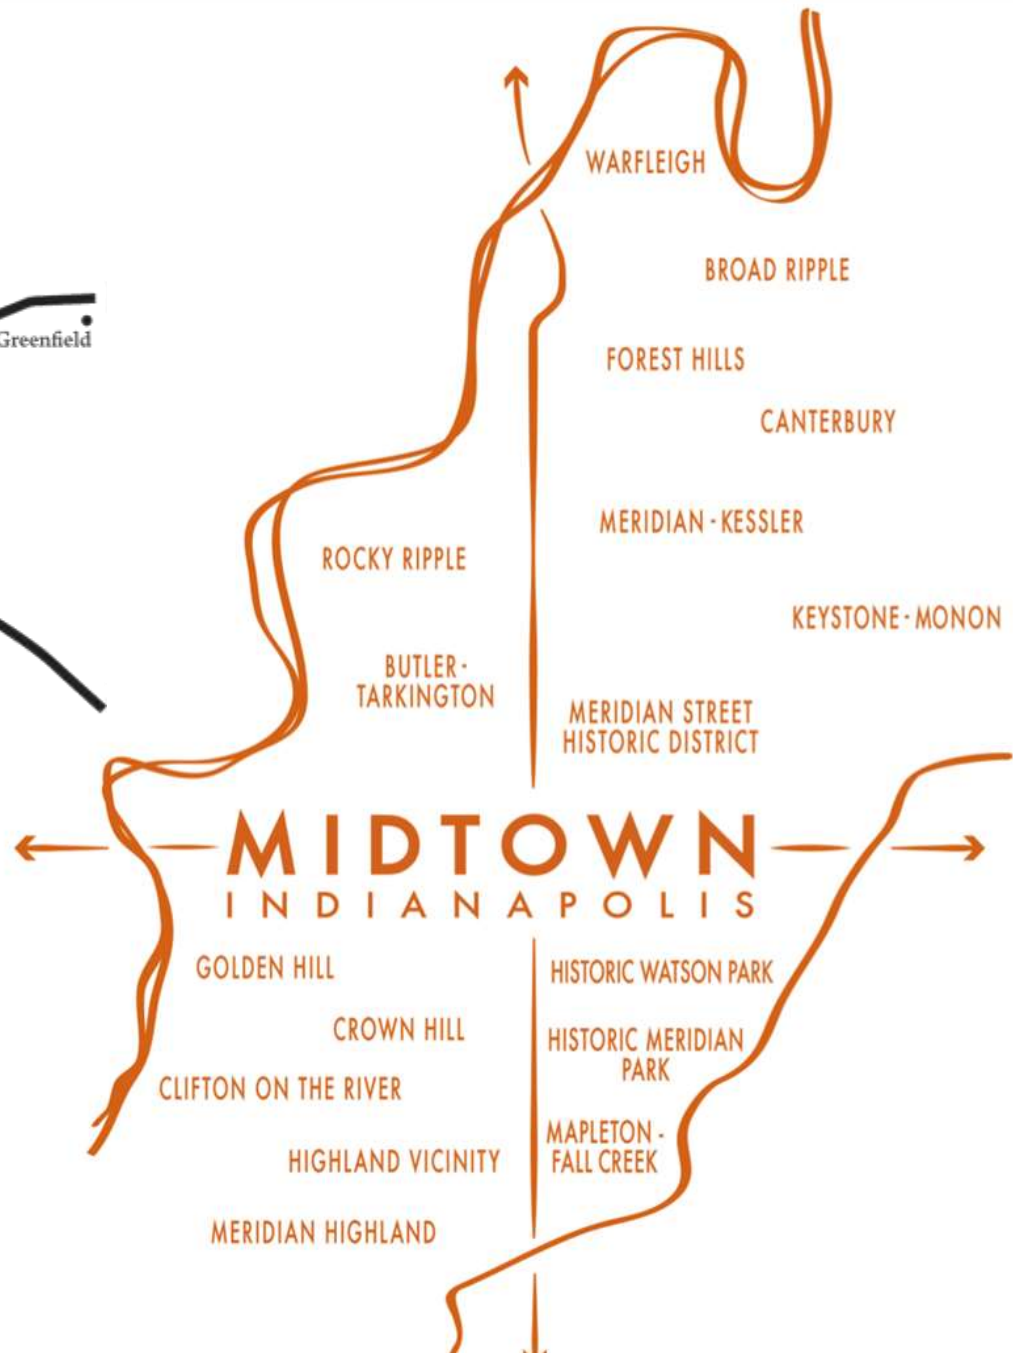 WARFLEIGH
BROAD RIPPLE
Greenfield
FOREST HILLS
CANTERBURY
MERIDIAN - KESSLER
ROCKY RIPPLE
KEYSTONE - MONON
BUTLER -
TARKINGTON
MERIDIAN STREET
HISTORIC DISTRICT
MIDTOWN
INDIANAPOLIS
GOLDEN HILL
HISTORIC WATSON PARK
CROWN HILL
HISTORIC MERIDIAN
PARK
CLIFTON ON THE RIVER
MAPLETON -
FALL CREEK
HIGHLAND VICINITY
MERIDIAN HIGHLAND